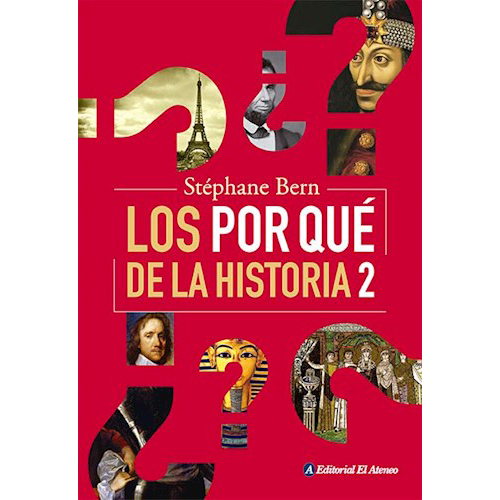 Stéphane Bern
LOS POR QUÉ
DE LA HISTORIA 2
A Editorial El Ateneo